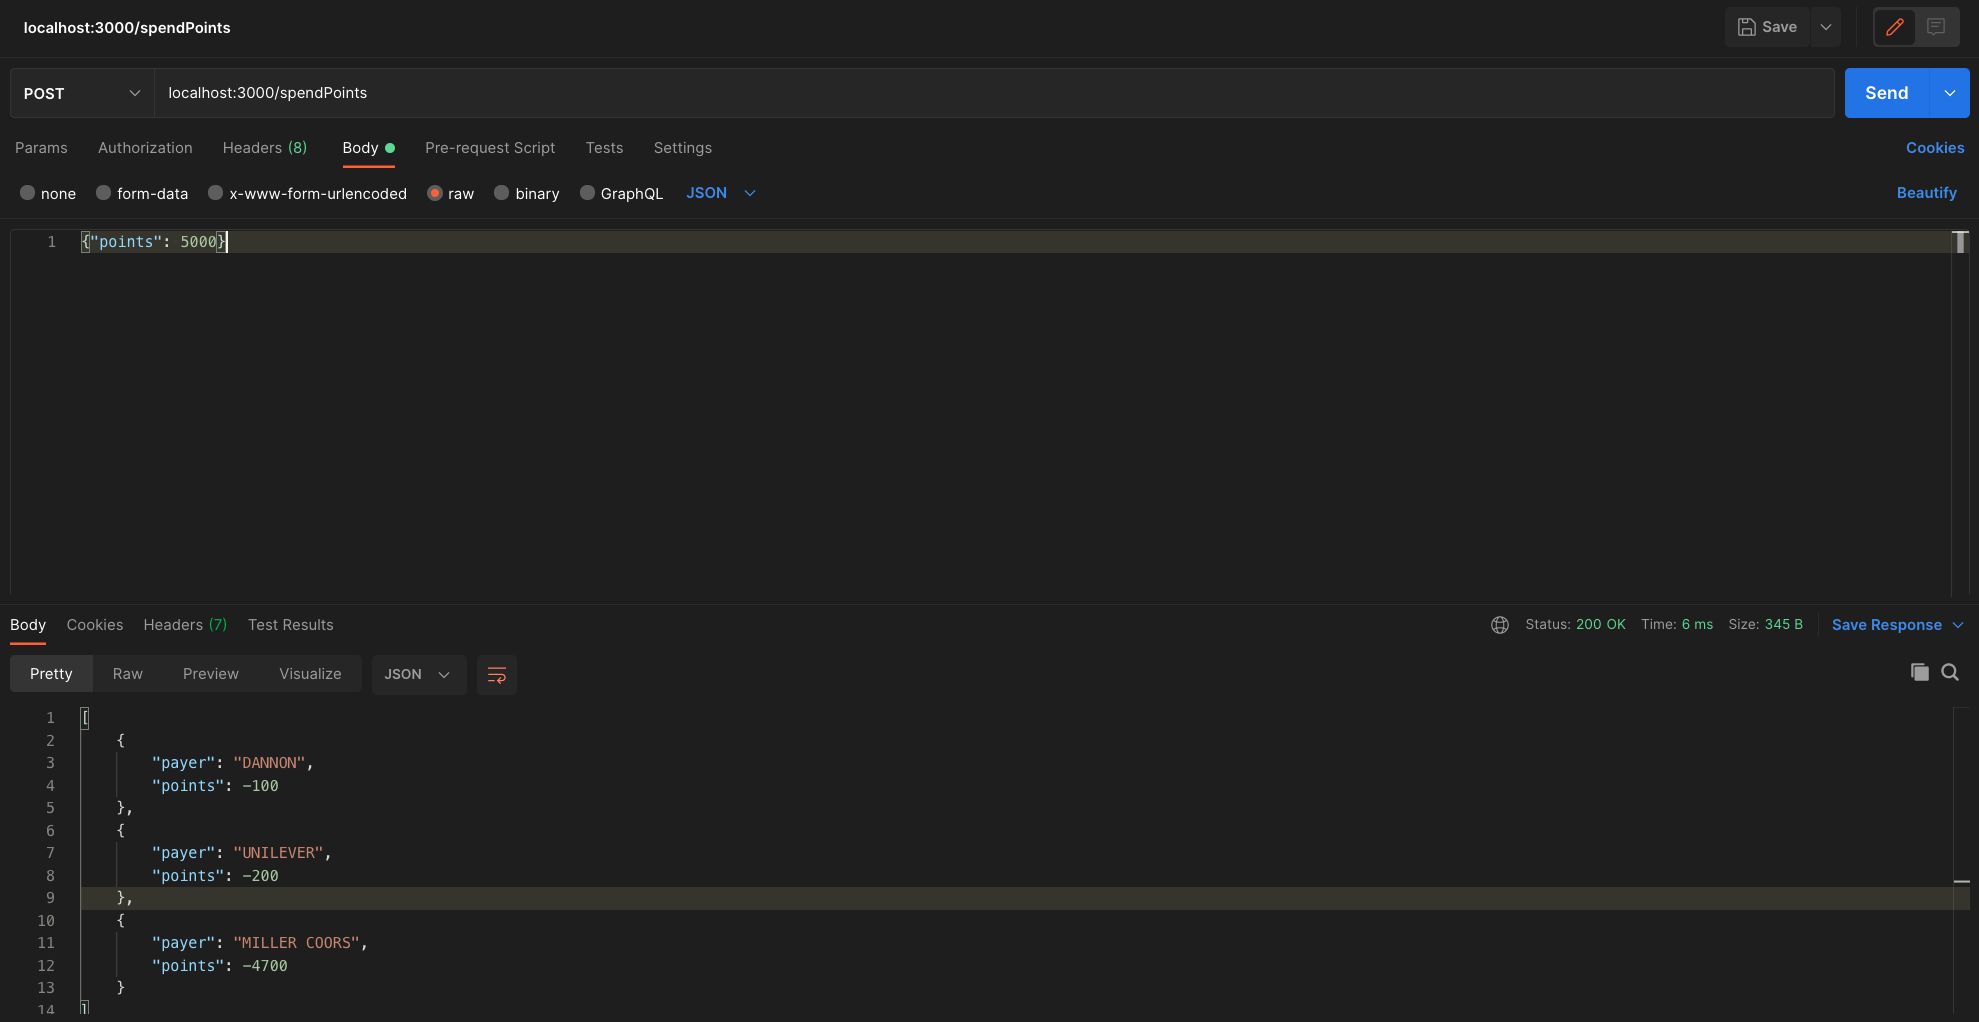 localhost:3000/spendPoints
Save
POST
localhost:3000/spendPoints
Send
Params Authorization Headers (8) Body Pre-request Script Tests Settings Cookies
none form-data x-www-form-urlencoded raw binary GraphQL JSON Beautify
1 {"points": 5000}
Body Cookies Headers (7) Test Results Status: 200 OK Time: 6 ms Size: 345 B Save Response
Pretty Raw Preview Visualize JSON
1 [
2 {
3 "payer": "DANNON",
4 "points": -100
5 },
6 {
7 "payer": "UNILEVER",
8 "points": -200
9 },
10 {
11 "payer": "MILLER COORS",
12 "points": -4700
13 }
14 ]